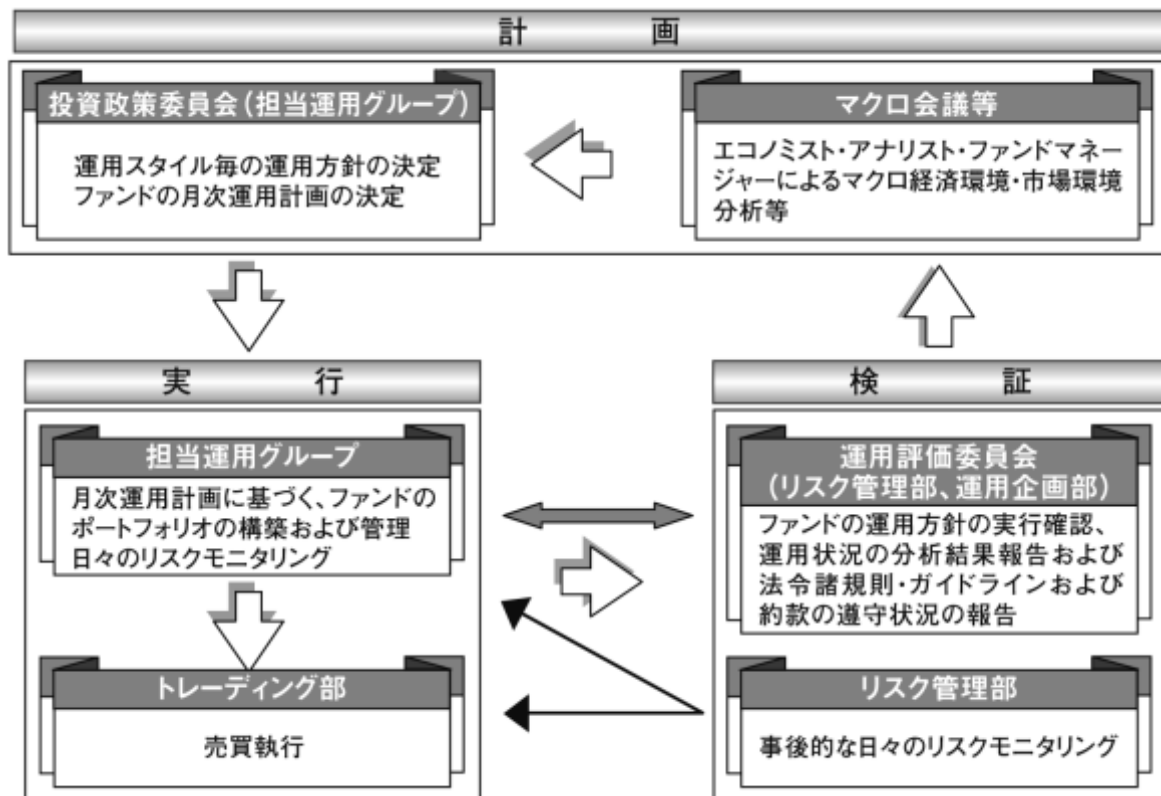 計画
投資政策委員会(担当運用グループ)
運用スタイル毎の運用方針の決定
ファンドの月次運用計画の決定
マクロ会議等
エコノミスト・アナリスト・ファンドマネー
ジャーによるマクロ経済環境・市場環境
分析等
実行
担当運用グループ
月次運用計画に基づく、ファンドの
ポートフォリオの構築および管理
日々のリスクモニタリング
トレーディング部
売買執行
検証
運用評価委員会
(リスク管理部、運用企画部)
ファンドの運用方針の実行確認、
運用状況の分析結果報告および
法令諸規則・ガイドラインおよび
約款の遵守状況の報告
リスク管理部
事後的な日々のリスクモニタリング